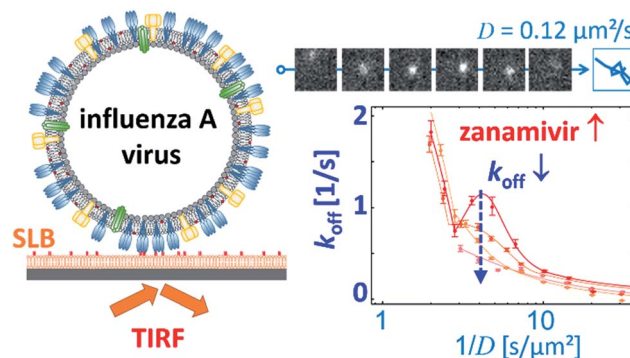 influenza A
virus
SLB
TIRF
D = 0.12 µm²/s
zanamivir ↑
k_off ↓
k_off [1/s]
2
1
0
1
10
1/D [s/µm²]